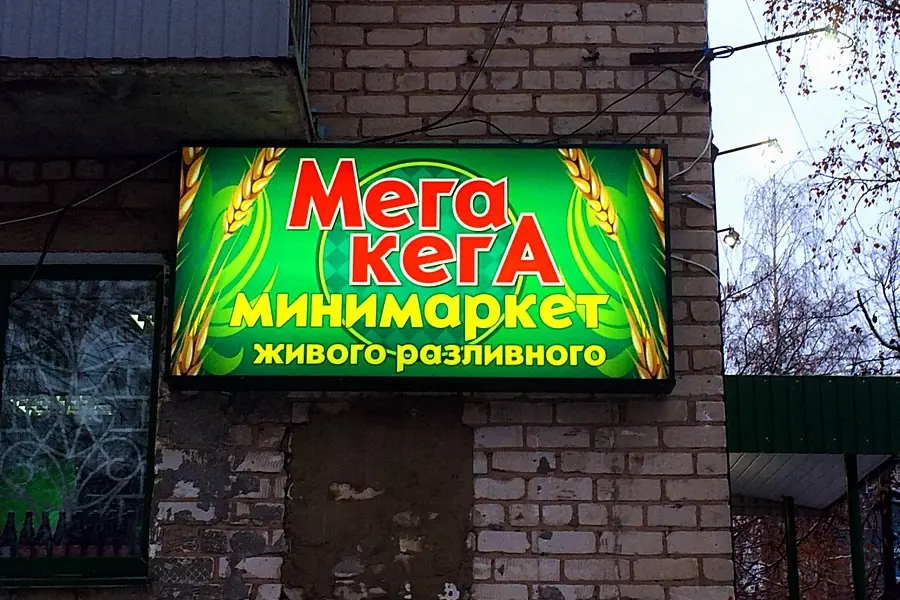 Мега
кегА
минимаркет
живого разливного